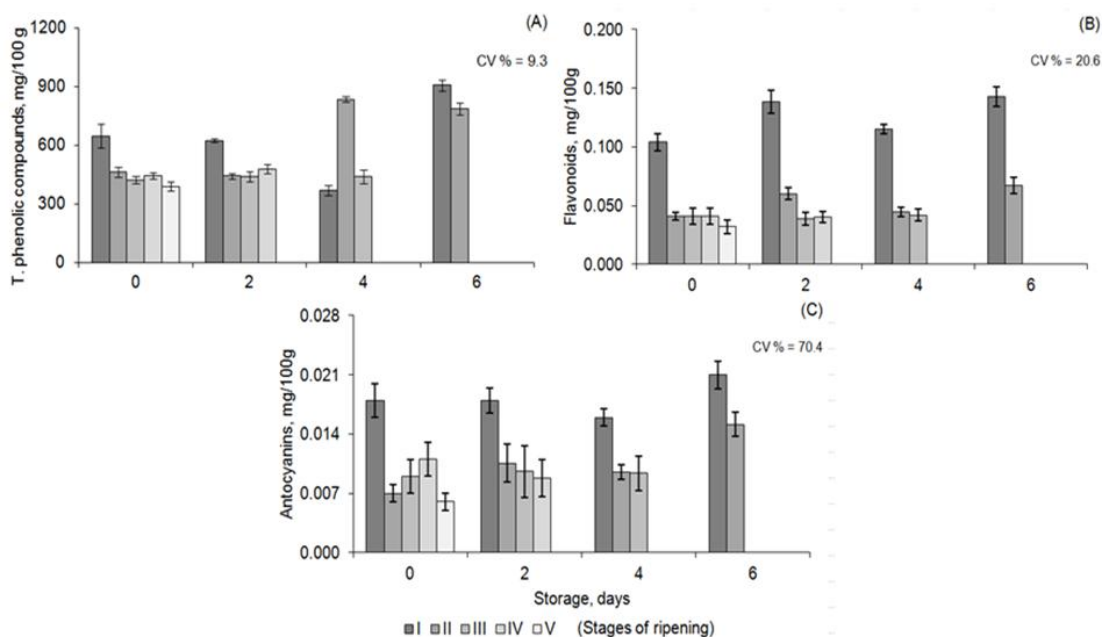 (A)
CV % = 9.3
T. phenolic compounds, mg/100 g
1200
900
600
300
0
0 2 4 6
(B)
CV % = 20.6
Flavonoids, mg/100g
0.200
0.150
0.100
0.050
0.000
0 2 4 6
(C)
CV % = 70.4
Antocyanins, mg/100g
0.028
0.021
0.014
0.007
0.000
0 2 4 6
Storage, days
I II III IV V (Stages of ripening)